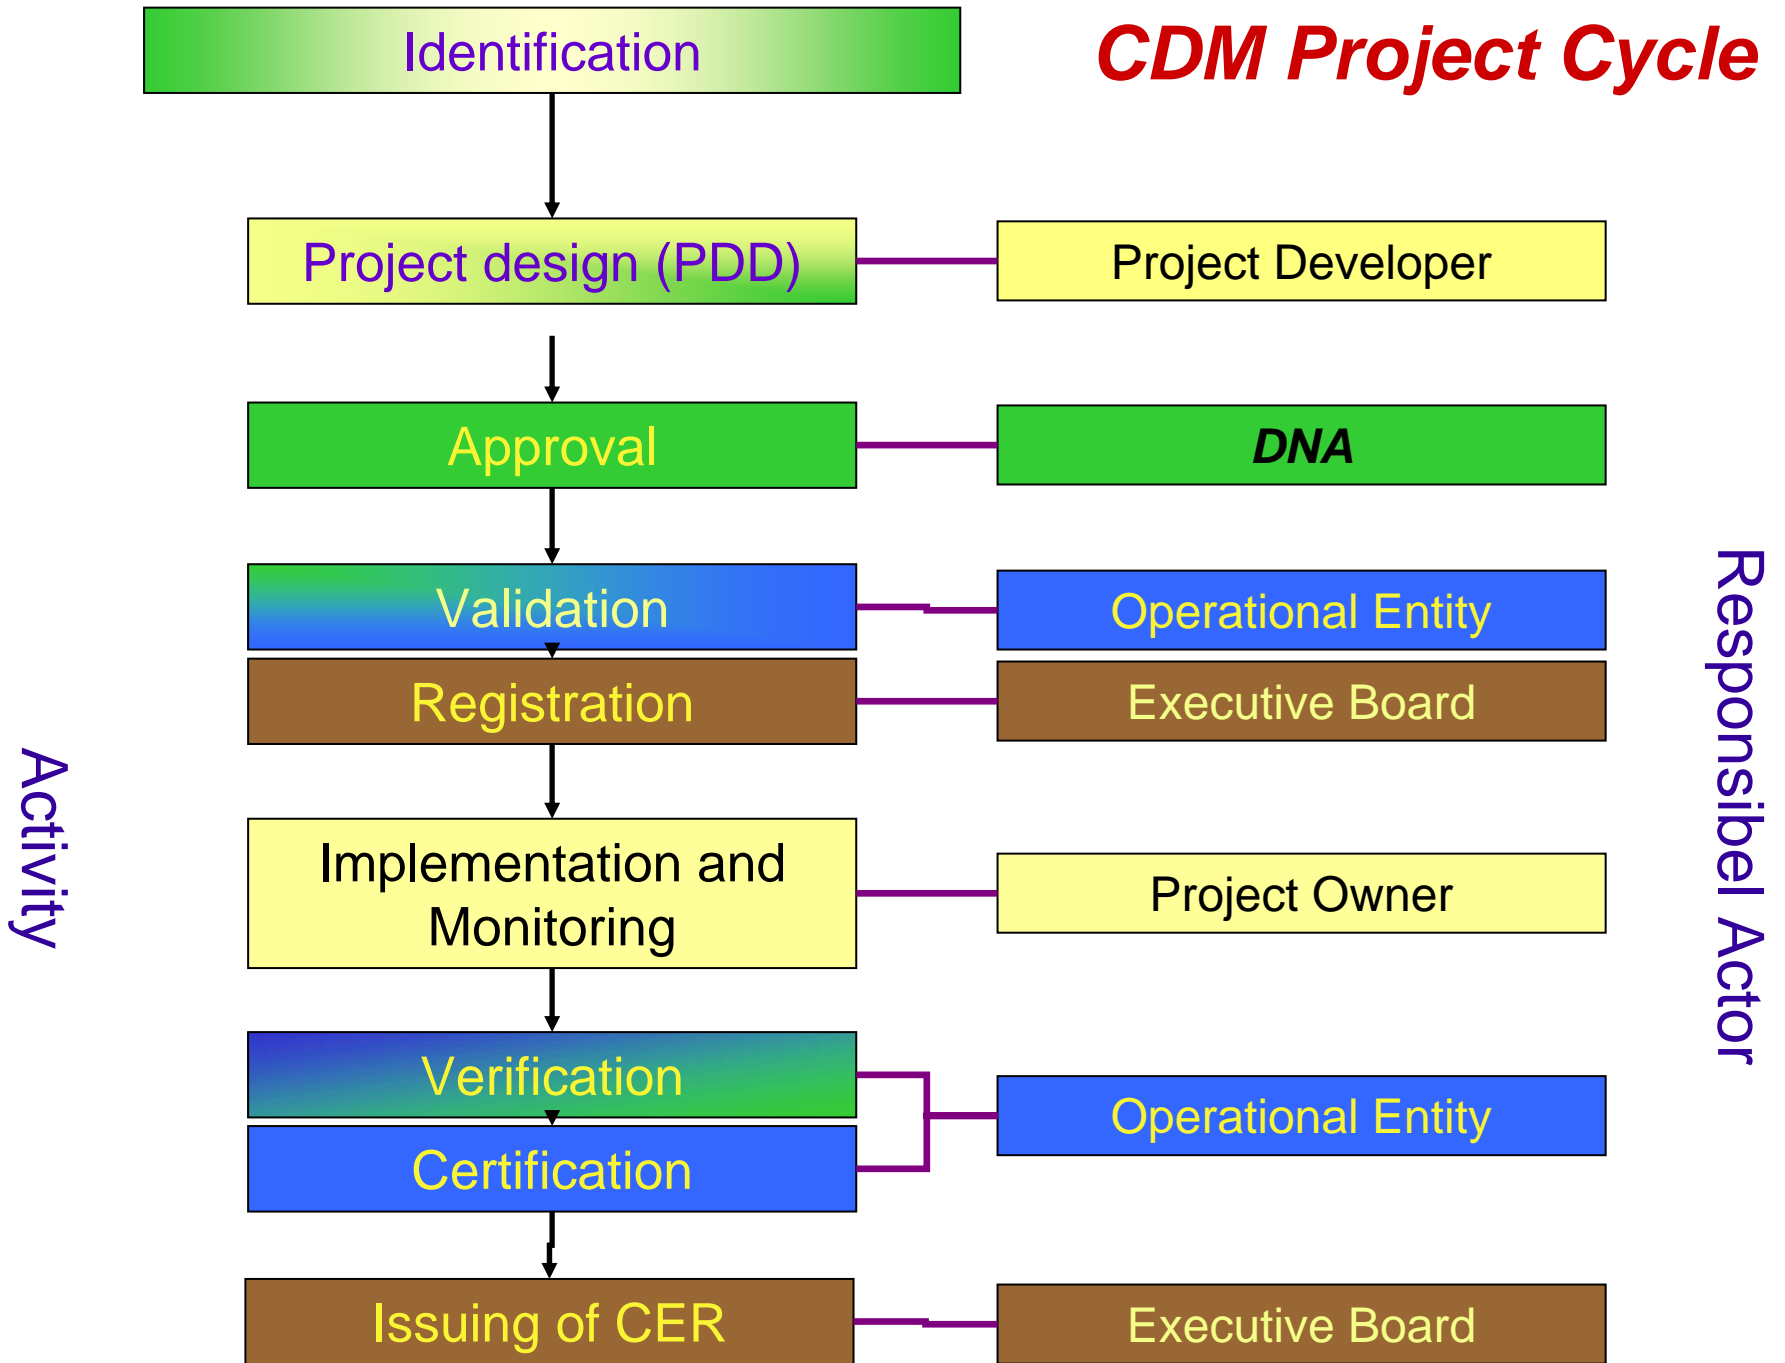 Identification
CDM Project Cycle
Project design (PDD)
Project Developer
Approval
DNA
Validation
Operational Entity
Registration
Executive Board
Implementation and
Monitoring
Project Owner
Verification
Certification
Operational Entity
Issuing of CER
Executive Board
Activity
Responsibel Actor